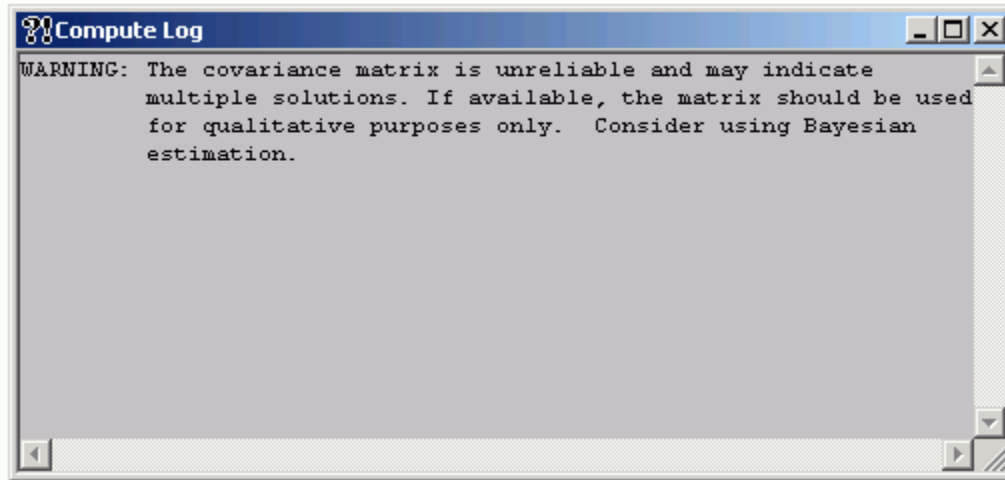 Compute Log
WARNING: The covariance matrix is unreliable and may indicate
multiple solutions. If available, the matrix should be used
for qualitative purposes only.  Consider using Bayesian
estimation.